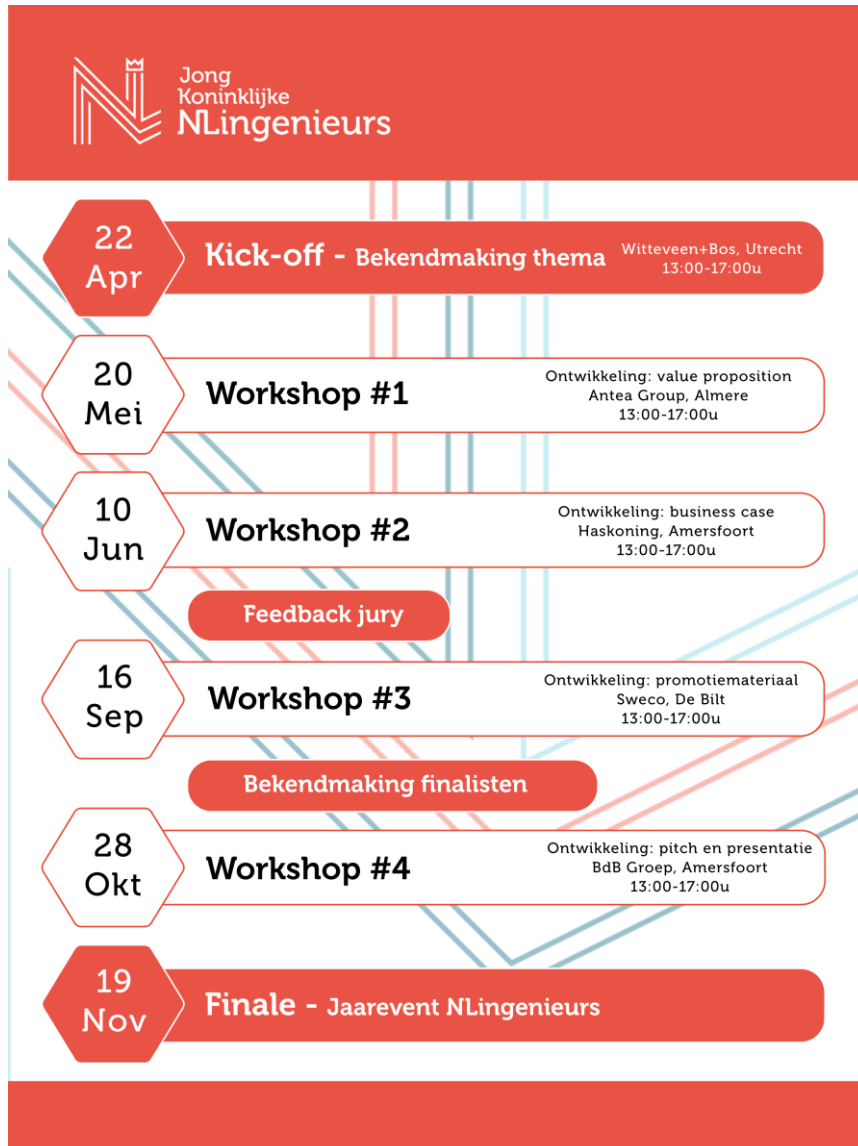 Jong
Koninklijke
NLingenieurs
22
Apr
Kick-off - Bekendmaking thema
Witteveen+Bos, Utrecht
13:00-17:00u
20
Mei
Workshop #1
Ontwikkeling: value proposition
Antea Group, Almere
13:00-17:00u
10
Jun
Workshop #2
Ontwikkeling: business case
Haskoning, Amersfoort
13:00-17:00u
Feedback jury
16
Sep
Workshop #3
Ontwikkeling: promotiemateriaal
Sweco, De Bilt
13:00-17:00u
Bekendmaking finalisten
28
Okt
Workshop #4
Ontwikkeling: pitch en presentatie
BdB Groep, Amersfoort
13:00-17:00u
19
Nov
Finale - Jaarevent NLingenieurs